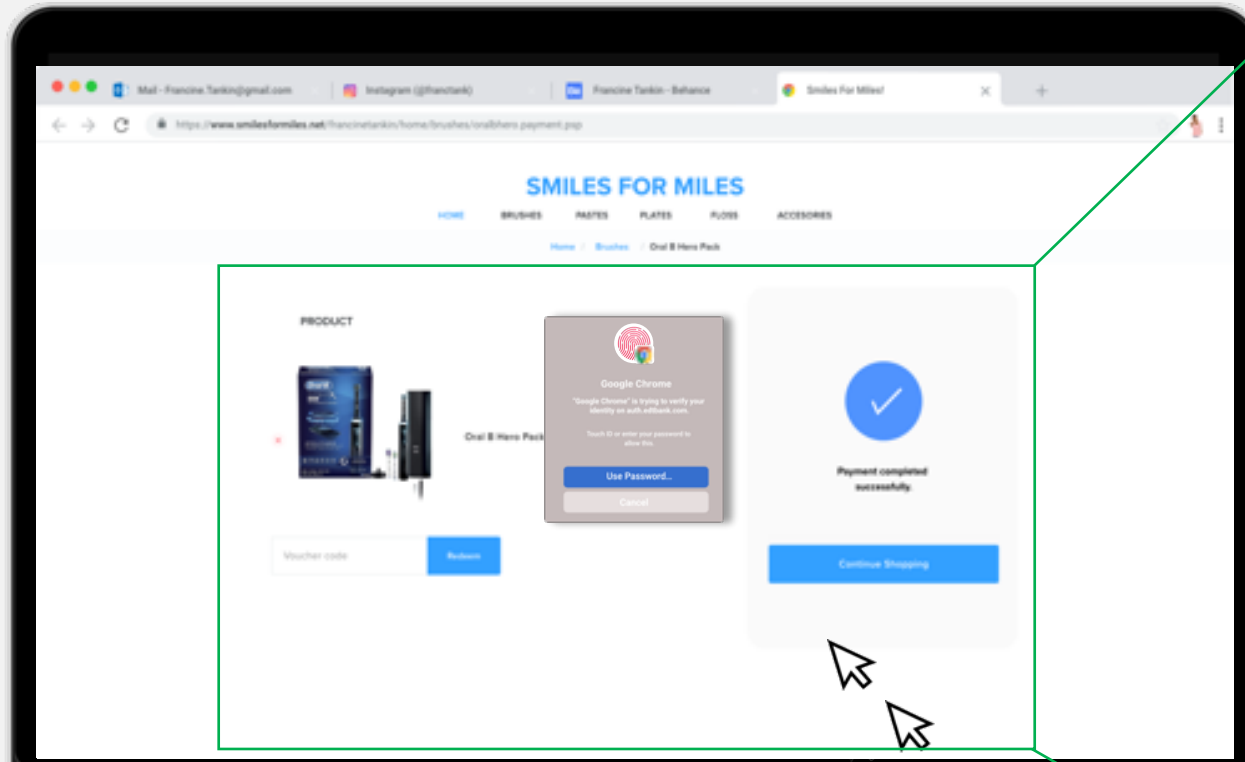 Mail - Francine.Tankin@gmail.com
Instagram (@franctank)
Francine Tankin - Behance
Smiles For Miles!
https://www.smilesformiles.net/francinetankin/home/brushes/oralbhero.payment.psp
SMILES FOR MILES
HOME BRUSHES PASTES PLATES FLOSS ACCESORIES
Home / Brushes / Oral B Hero Pack
PRODUCT
Oral B Hero Pack
Voucher code
Redeem
Google Chrome
"Google Chrome" is trying to verify your
identity on auth.wftbank.com.
Touch ID or enter your password to
allow this.
Use Password...
Cancel
Payment completed
successfully.
Continue Shopping